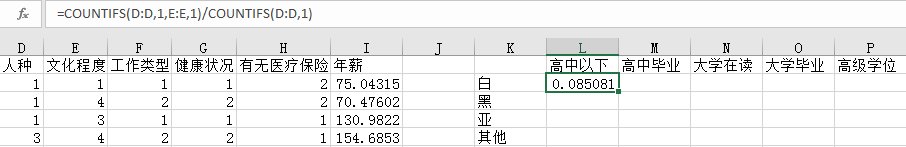 fx =COUNTIFS(D:D,1,E:E,1)/COUNTIFS(D:D,1)
D E F G H I J K L M N O P
人种 文化程度 工作类型 健康状况 有无医疗保险 年薪 高中以下 高中毕业 大学在读 大学毕业 高级学位
1 1 1 1 2 75.04315 白 0.085081
1 4 2 2 2 70.47602 黑
1 3 1 1 1 130.9822 亚
3 4 2 2 1 154.6853 其他